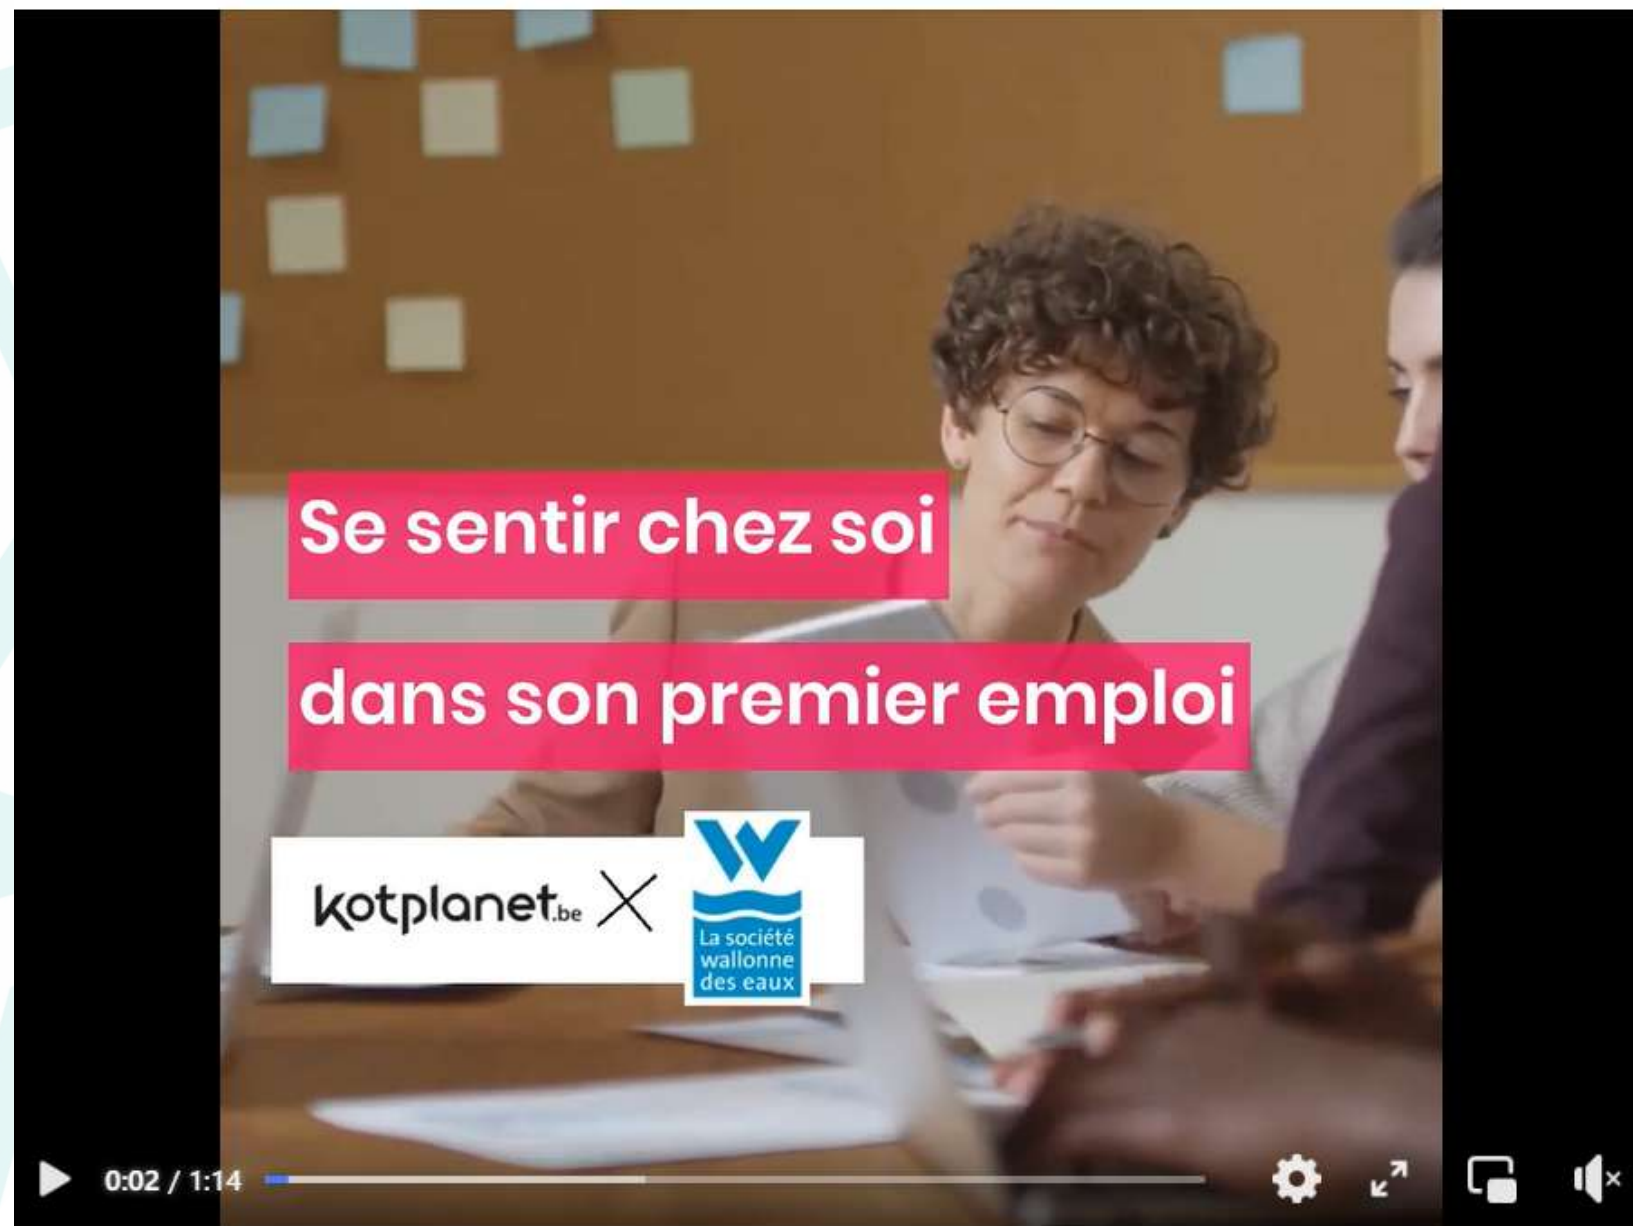 Se sentir chez soi
dans son premier emploi
kotplanet.be X
W
La société
wallonne
des eaux
0:02 / 1:14